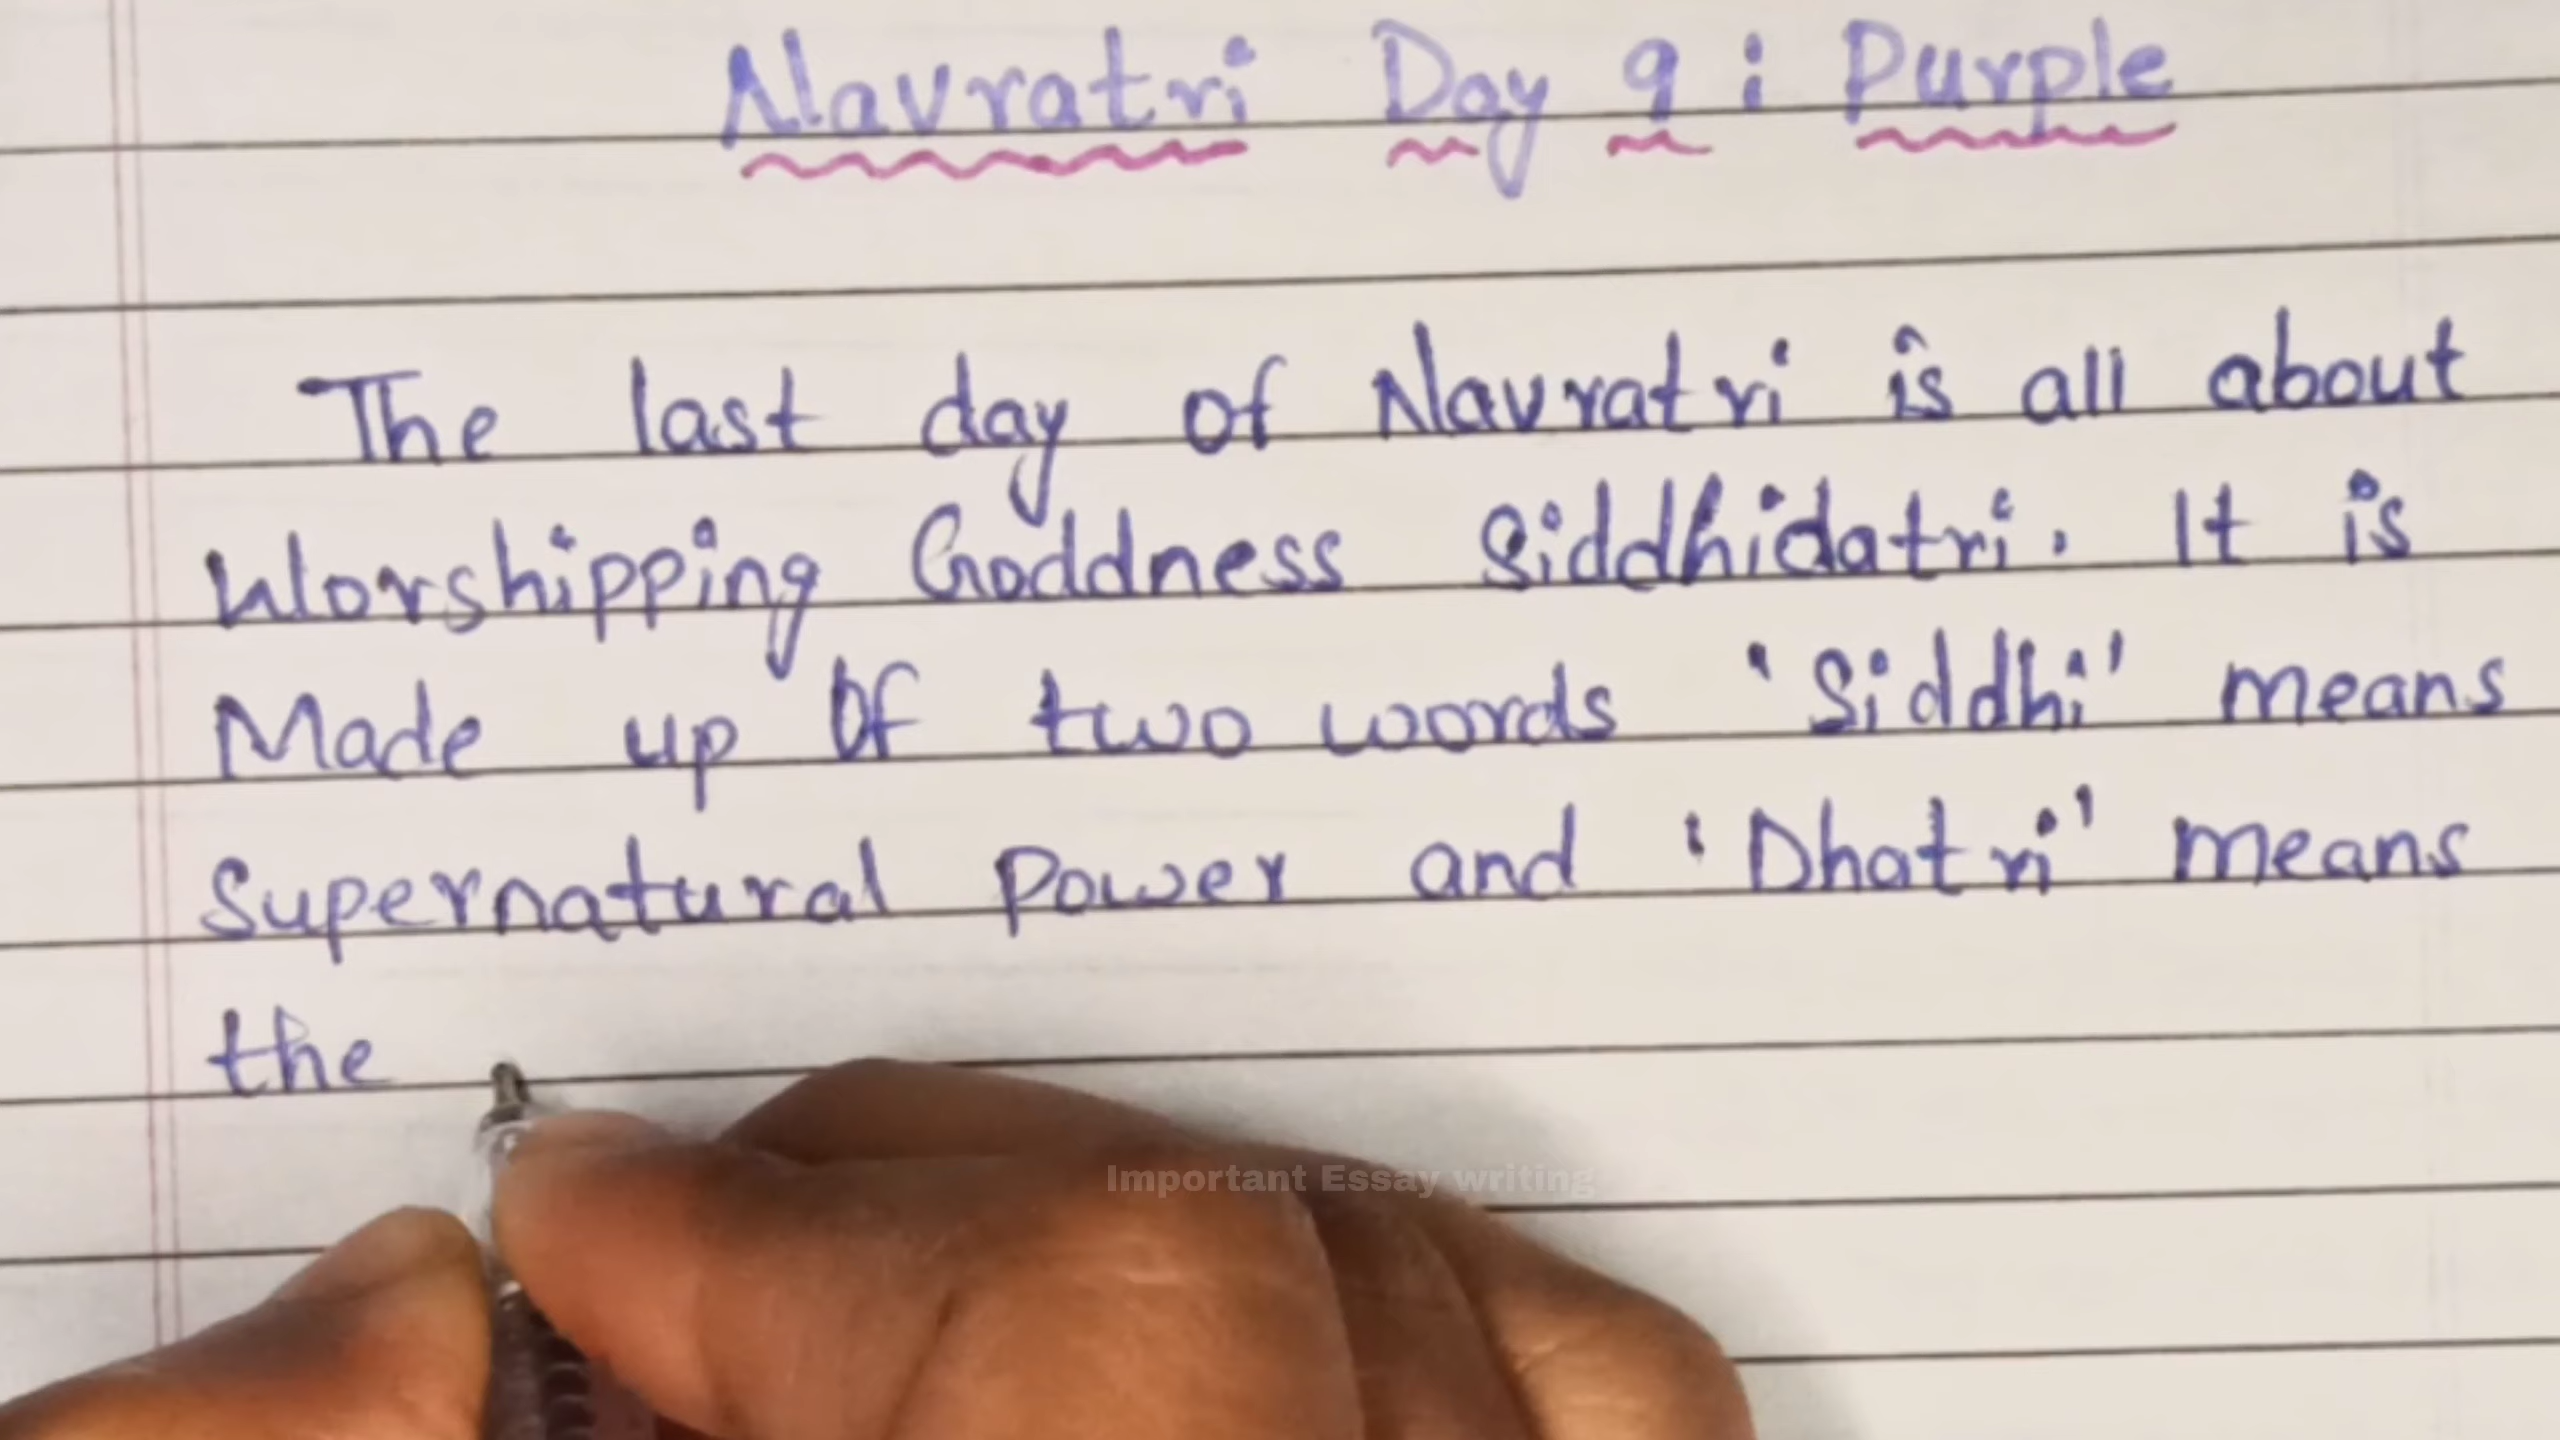 Navratri Day 9 : Purple
The last day of Navratri is all about
Worshipping Goddness Siddhidatri. It is
Made up Of two words 'Siddhi' means
Supernatural Power and 'Dhatri' means
the
Important Essay writing